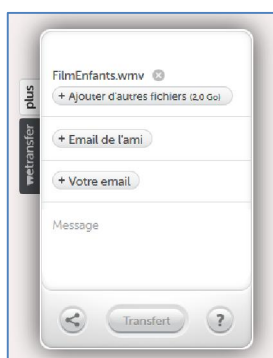 FilmEnfants.wmv
+ Ajouter d'autres fichiers (2,0 Go)
+ Email de l'ami
+ Votre email
Message
Transfert
?
plus
wetransfer